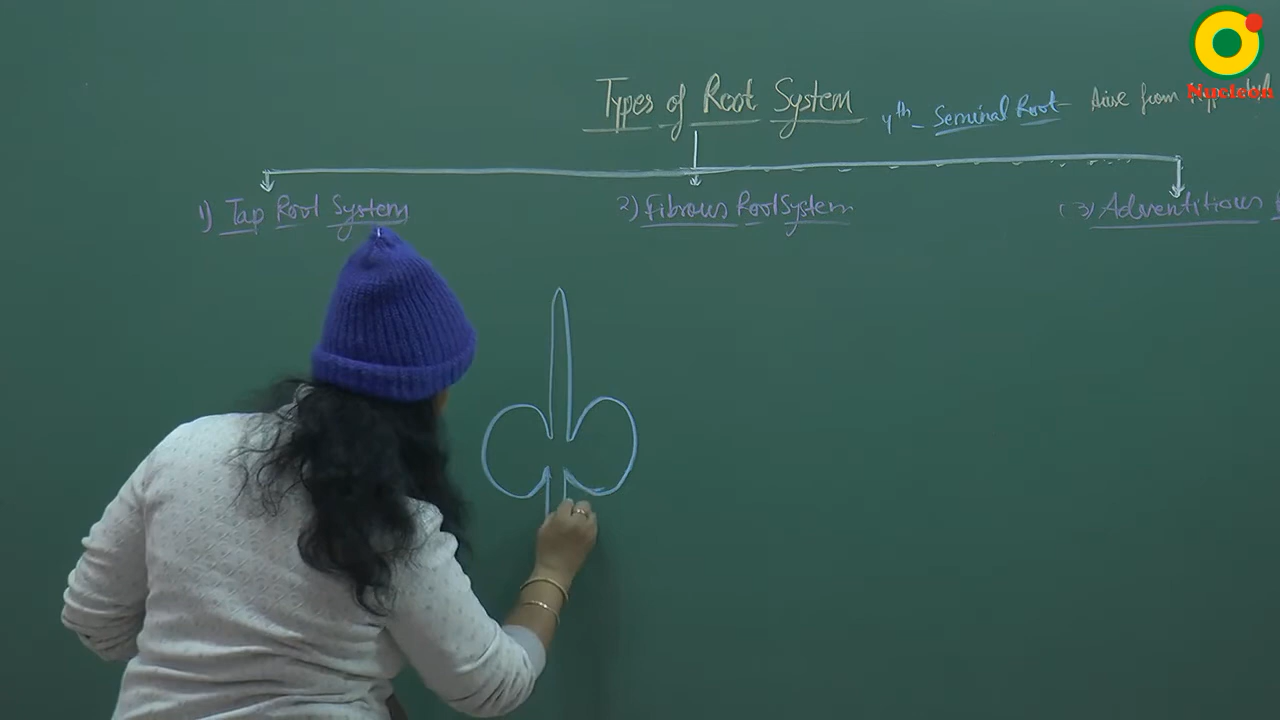 Types of Root System
4th - Seminal Root - Arise from
Nucleon
1) Tap Root System
2) Fibrous Root System
(3) Adventitious